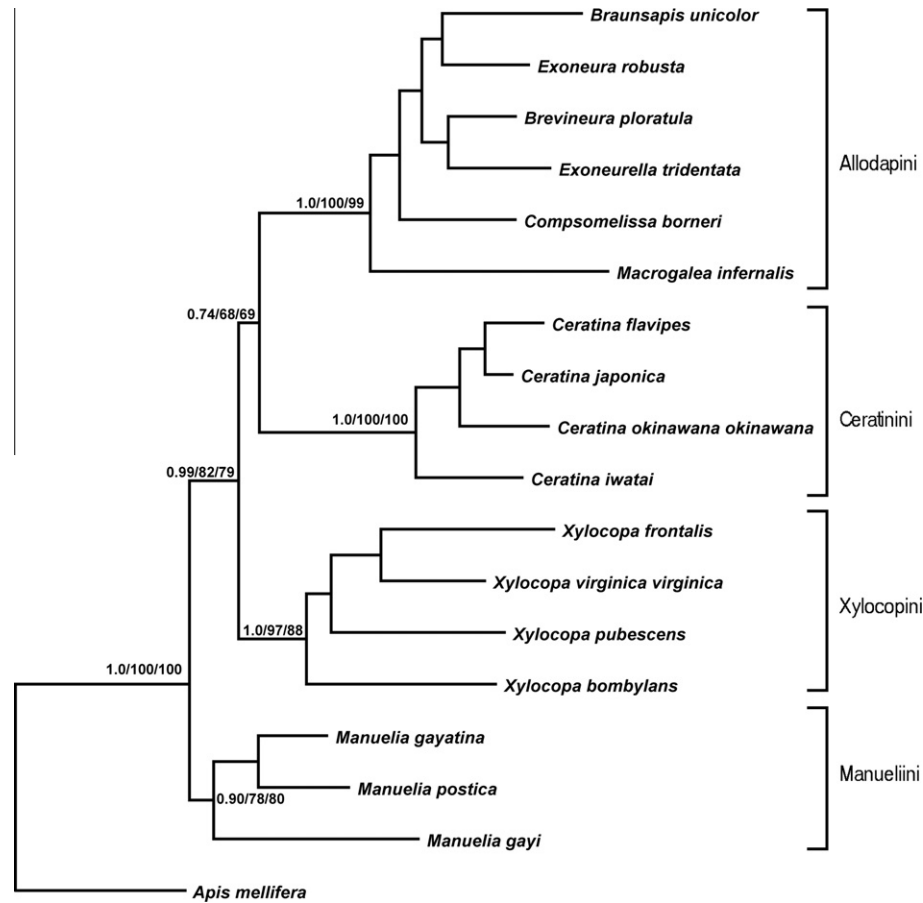 Braunsapis unicolor
Exoneura robusta
Brevineura ploratula
Allodapini
Exoneurella tridentata
1.0/100/99
Compsomelissa borneri
Macrogalea infernalis
0.74/68/69
Ceratina flavipes
Ceratina japonica
1.0/100/100
Ceratinini
Ceratina okinawana okinawana
0.99/82/79
Ceratina iwatai
Xylocopa frontalis
Xylocopa virginica virginica
Xylocopini
1.0/97/88
Xylocopa pubescens
1.0/100/100
Xylocopa bombylans
Manuelia gayatina
Manueliini
Manuelia postica
0.90/78/80
Manuelia gayi
Apis mellifera